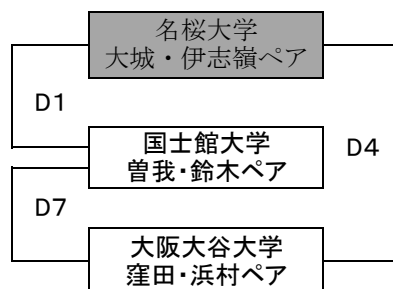 名桜大学
大城・伊志嶺ペア
D1
国士館大学
曽我・鈴木ペア
D4
D7
大阪大谷大学
窪田・浜村ペア